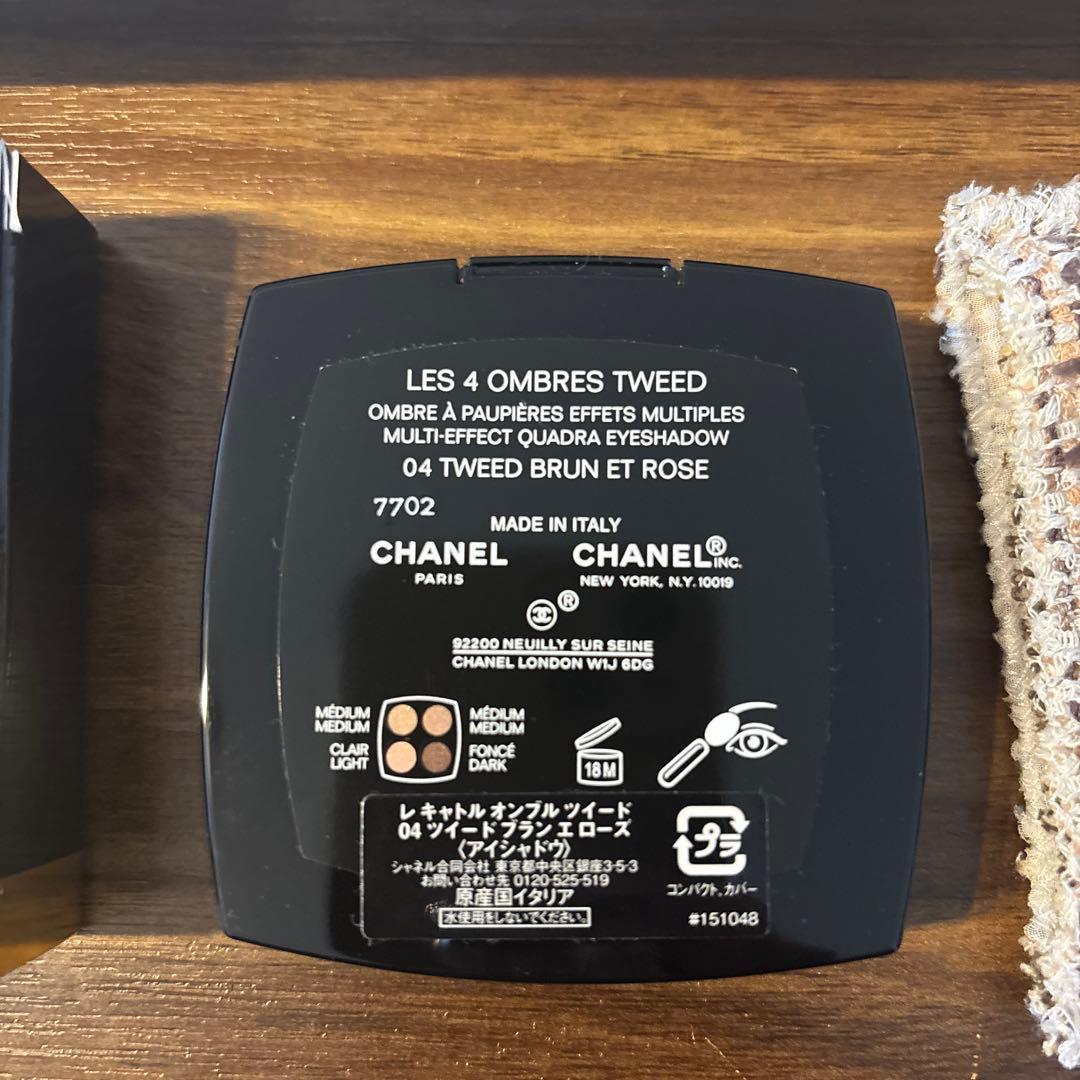 LES 4 OMBRES TWEED
OMBRE À PAUPIÈRES EFFETS MULTIPLES
MULTI-EFFECT QUADRA EYESHADOW
04 TWEED BRUN ET ROSE
7702
MADE IN ITALY
CHANEL CHANEL® INC.
PARIS NEW YORK, N.Y. 10019
®
92200 NEUILLY SUR SEINE
CHANEL LONDON W1J 6DG
MÉDIUM MÉDIUM
MEDIUM MEDIUM
CLAIR FONCÉ
LIGHT DARK
18 M
レ キャトル オンブル ツイード
04 ツイード ブラン エ ローズ
〈アイシャドウ〉
シャネル合同会社 東京都中央区銀座3-5-3
お問い合わせ先 0120-525-519
原産国イタリア
水使用をしないでください。
プラ
コンパクト、カバー
#151048